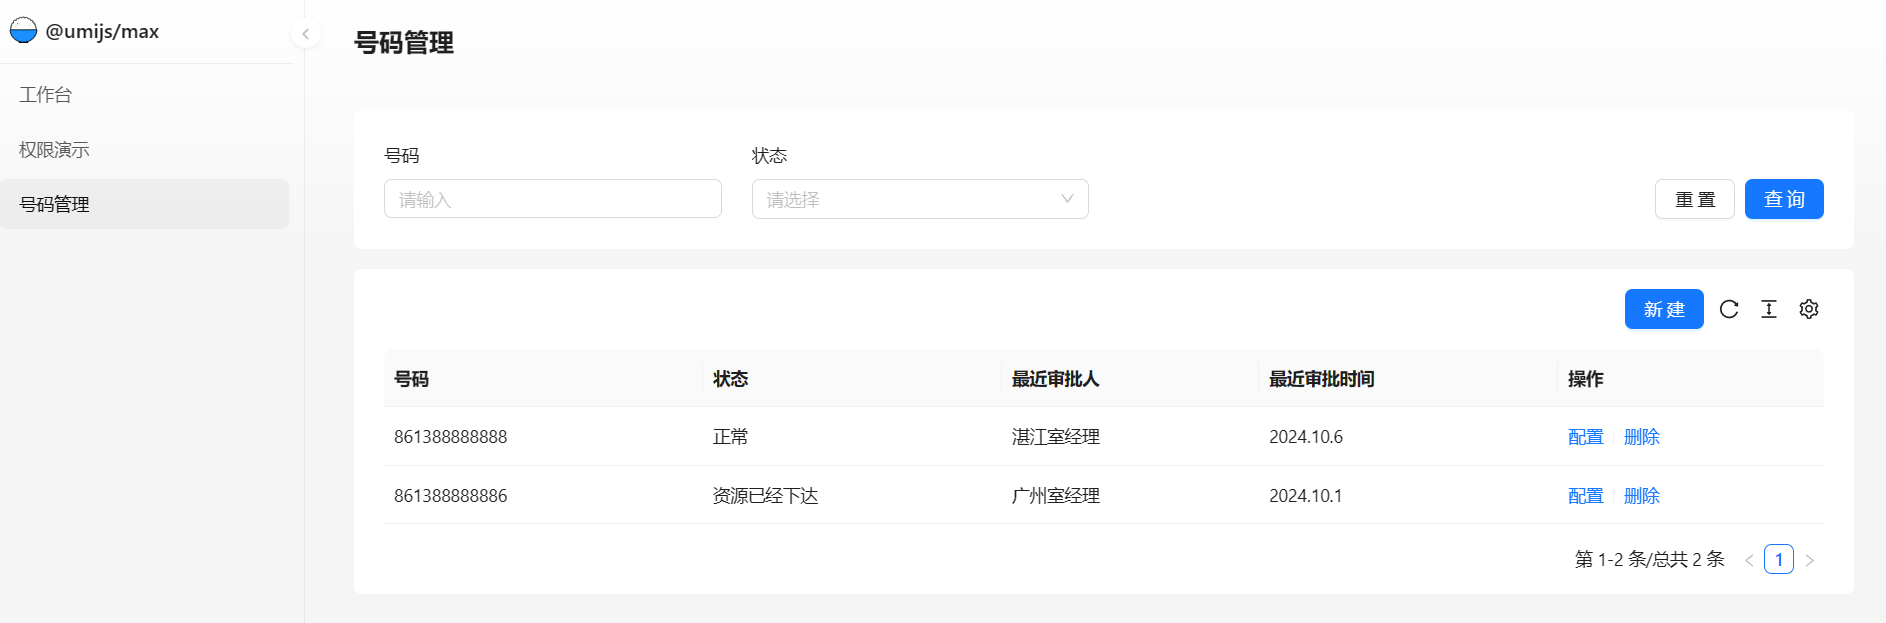 @umijs/max
工作台
权限演示
号码管理
号码管理
号码 状态
请输入 请选择 重置 查询
新建
号码 状态 最近审批人 最近审批时间 操作
861388888888 正常 湛江室经理 2024.10.6 配置 删除
861388888886 资源已经下达 广州室经理 2024.10.1 配置 删除
第 1-2 条/总共 2 条 < 1 >